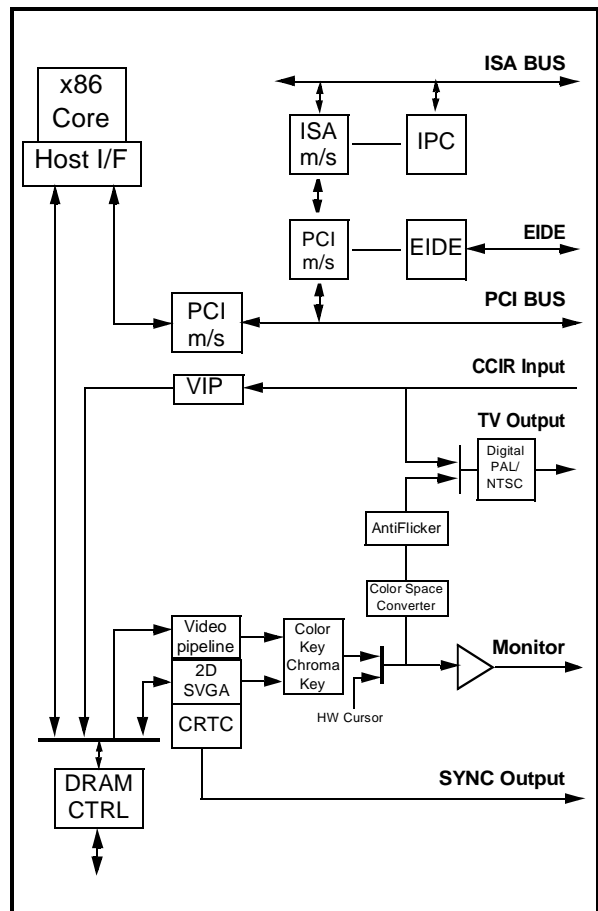 ISA BUS
x86
Core
Host I/F
ISA
m/s
IPC
PCI
m/s
EIDE
EIDE
PCI BUS
PCI
m/s
CCIR Input
VIP
TV Output
Digital
PAL/
NTSC
AntiFlicker
Color Space
Converter
Video
pipeline
2D
SVGA
CRTC
Color
Key
Chroma
Key
Monitor
HW Cursor
SYNC Output
DRAM
CTRL